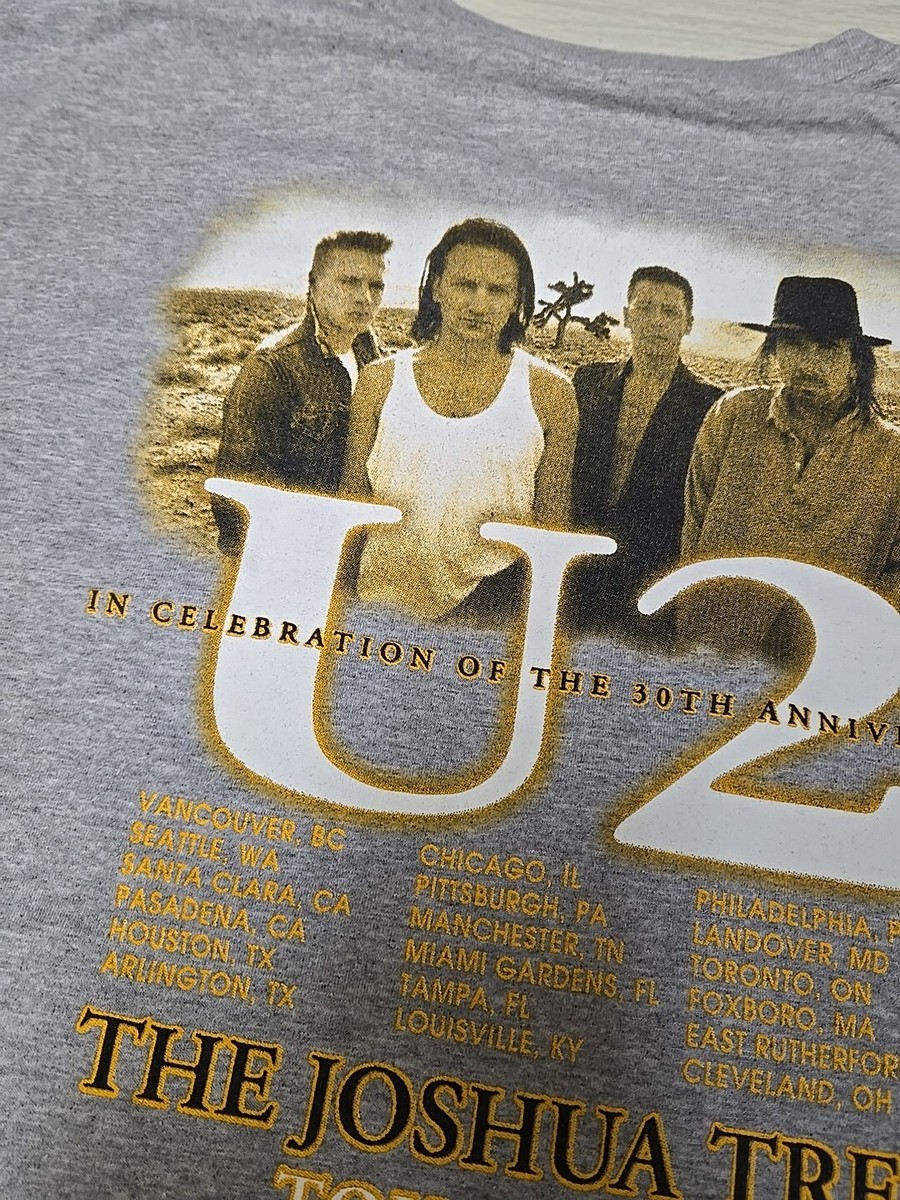 U2
IN CELEBRATION OF THE 30TH ANNIV
VANCOUVER, BC
SEATTLE, WA
SANTA CLARA, CA
PASADENA, CA
HOUSTON, TX
ARLINGTON, TX
CHICAGO, IL
PITTSBURGH, PA
MANCHESTER, TN
MIAMI GARDENS, FL
TAMPA, FL
LOUISVILLE, KY
PHILADELPHIA, P
LANDOVER, MD
TORONTO, ON
FOXBORO, MA
EAST RUTHERFOR
CLEVELAND, OH
THE JOSHUA TRE